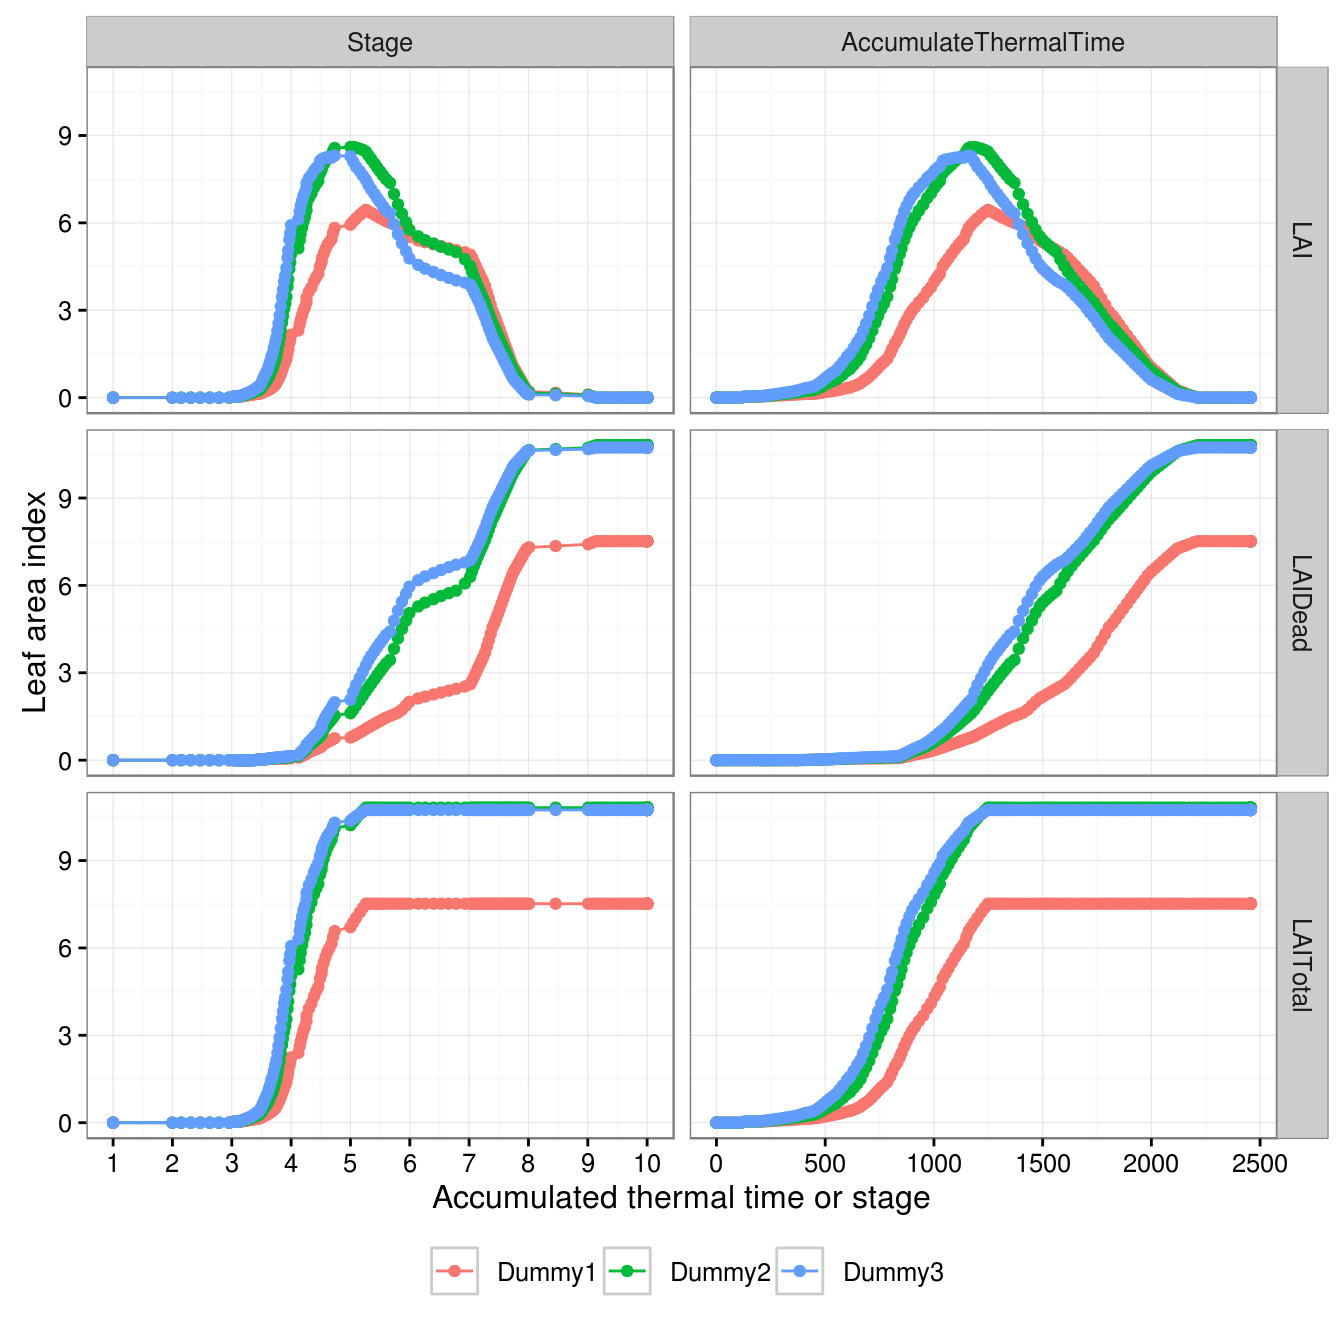 Stage
AccumulateThermalTime
9
6
3
0
LAI
Leaf area index
9
6
3
0
LAIDead
9
6
3
0
LAITotal
1 2 3 4 5 6 7 8 9 10
0 500 1000 1500 2000 2500
Accumulated thermal time or stage
Dummy1 Dummy2 Dummy3